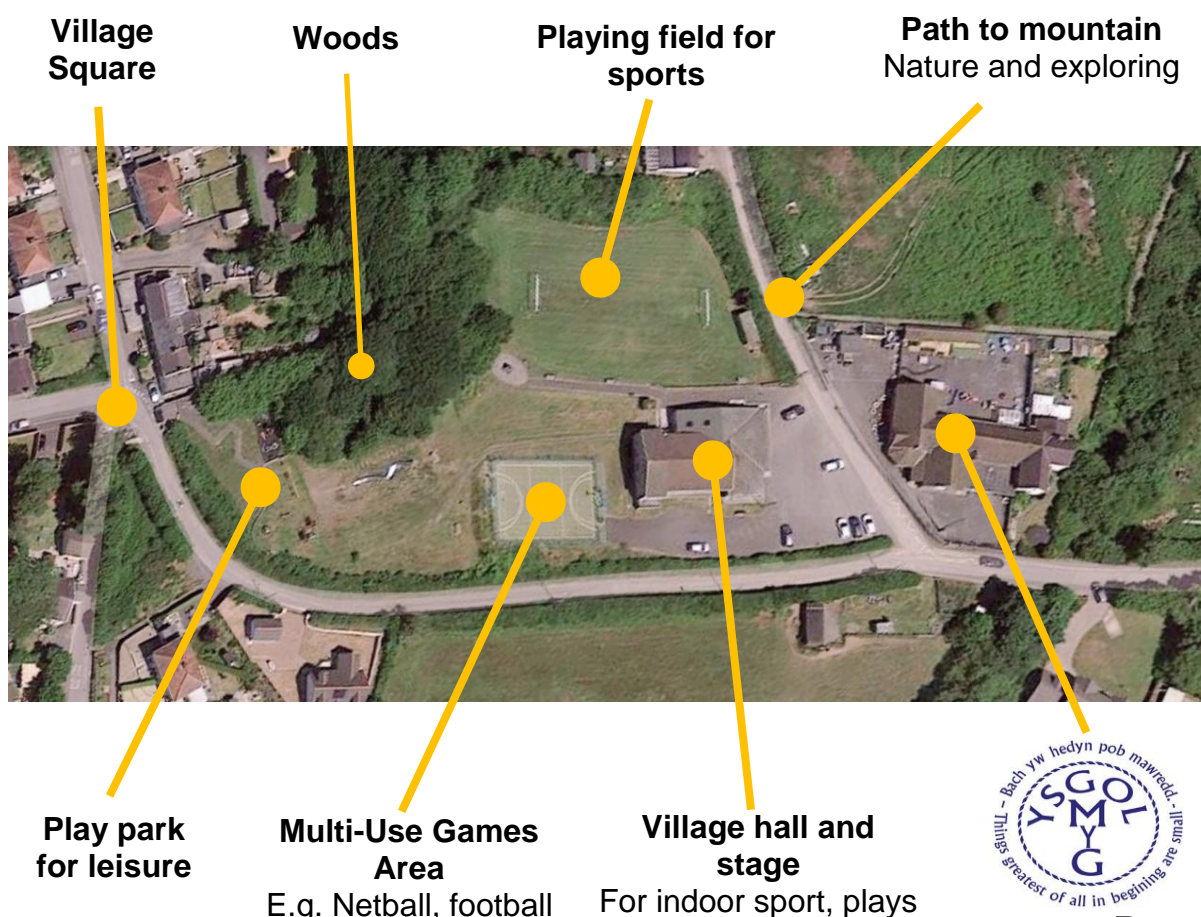 Village
Square
Woods
Playing field for
sports
Path to mountain
Nature and exploring
Play park
for leisure
Multi-Use Games
Area
E.g. Netball, football
Village hall and
stage
For indoor sport, plays
Bach yw hedyn pob mawredd. -
Things greatest of all in begining are small -
YSGOL
M
Y
G